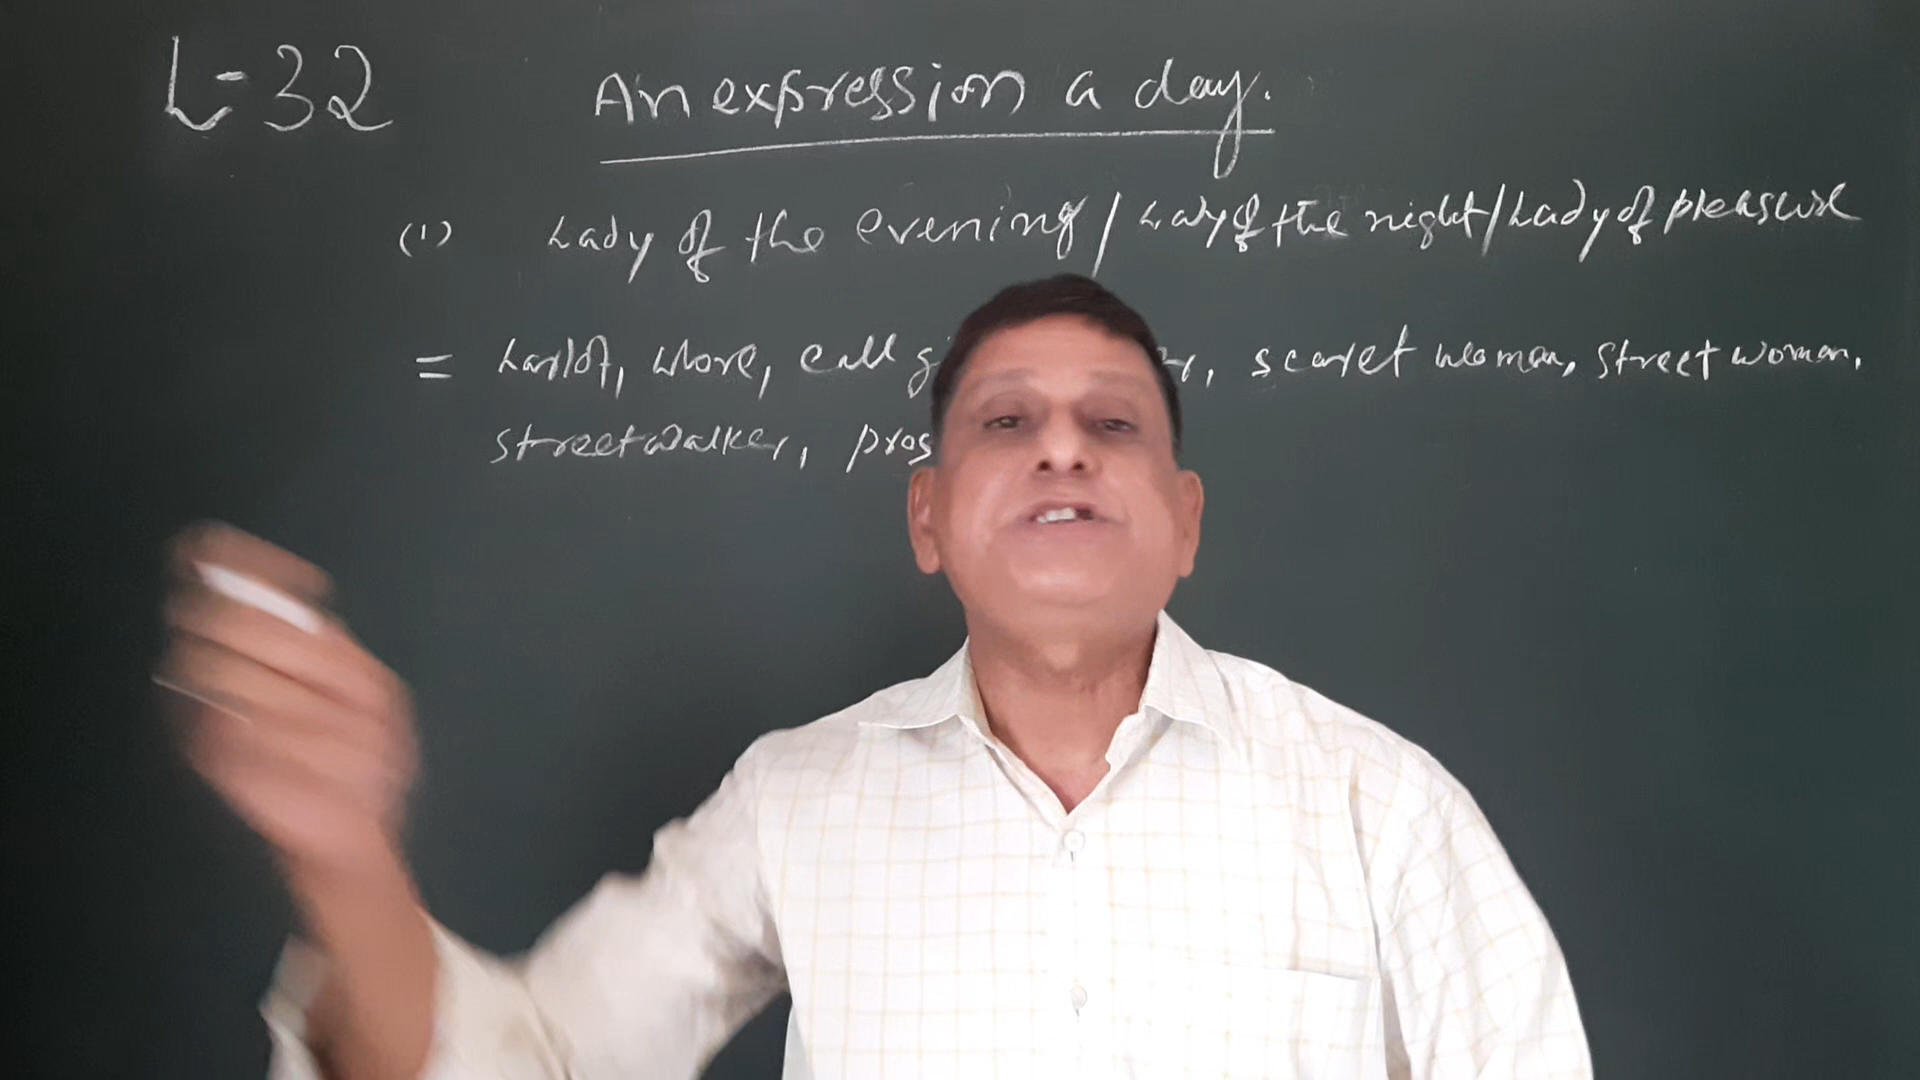 L-32 An expression a day.
(1) Lady of the evening / Lady of the night / Lady of pleasure
= harlot, whore, call scarlet woman, street woman,
streetwalker,